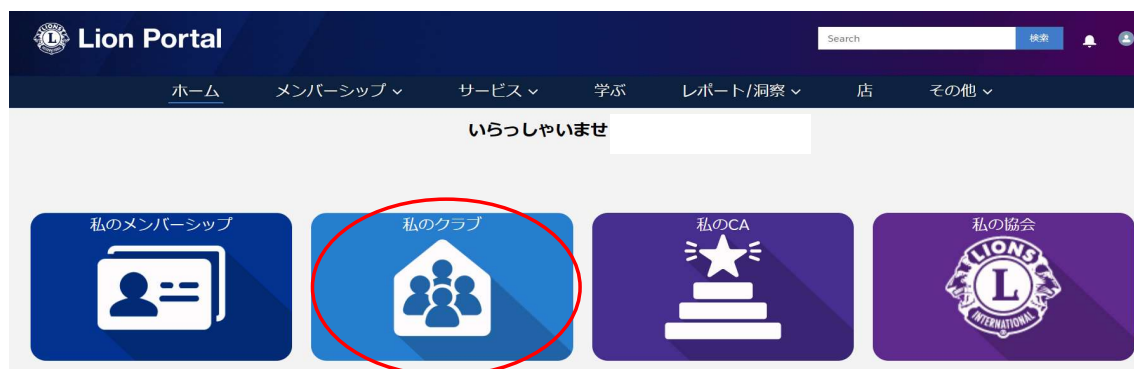 Lion Portal
Search 検索
ホーム メンバーシップ サービス 学ぶ レポート/洞察 店 その他
いらっしゃいませ
私のメンバーシップ 私のクラブ 私のCA 私の協会
LIONS
L
INTERNATIONAL